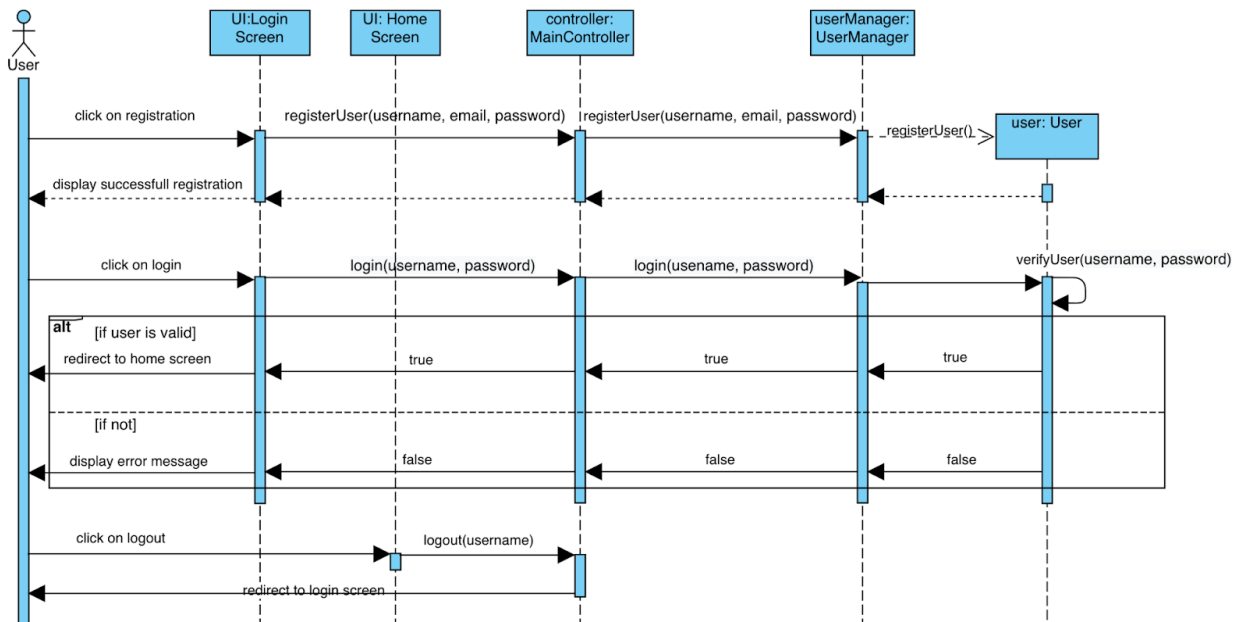 UI:Login
Screen
UI: Home
Screen
controller:
MainController
userManager:
UserManager
User
click on registration
registerUser(username, email, password)
registerUser(username, email, password)
registerUser()
user: User
display successfull registration
click on login
login(username, password)
login(usename, password)
verifyUser(username, password)
alt
[if user is valid]
redirect to home screen
true
true
true
[if not]
display error message
false
false
false
click on logout
logout(username)
redirect to login screen